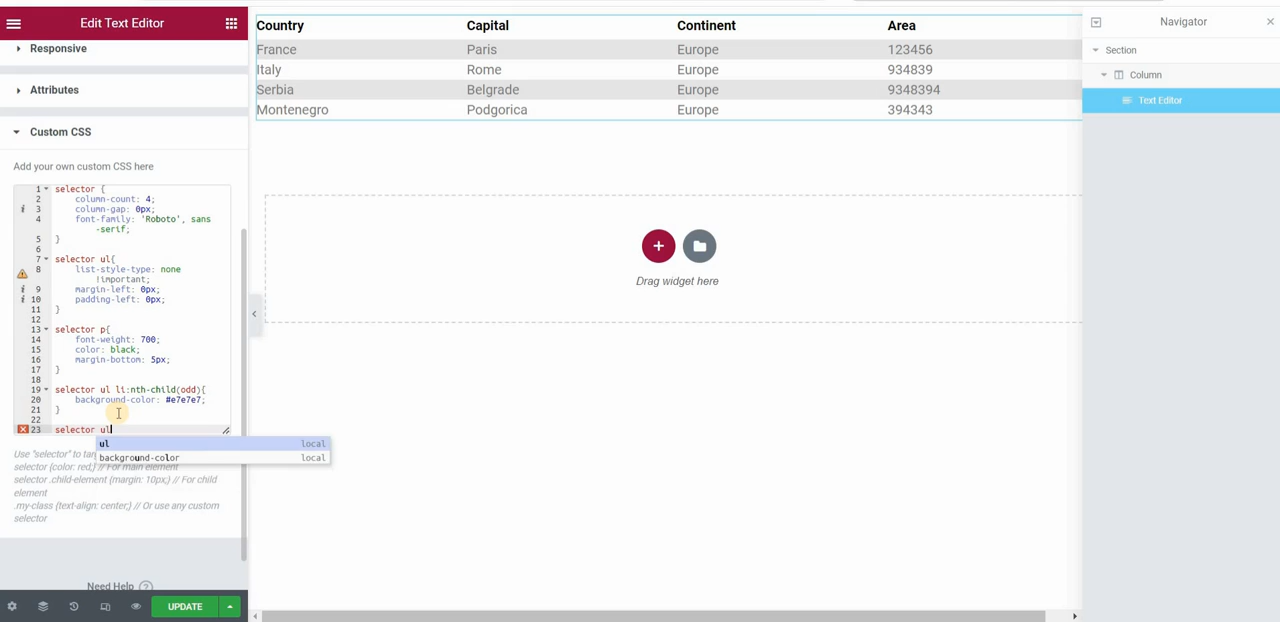 Edit Text Editor
Responsive
Attributes
Custom CSS
Add your own custom CSS here
1 selector {
2 column-count: 4;
3 column-gap: 0px;
4 font-family: 'Roboto', sans
-serif;
5 }
6
7 selector ul{
8 list-style-type: none
!important;
9 margin-left: 0px;
10 padding-left: 0px;
11 }
12
13 selector p{
14 font-weight: 700;
15 color: black;
16 margin-bottom: 5px;
17 }
18
19 selector ul li:nth-child(odd){
20 background-color: #e7e7e7;
21 }
22
23 selector ul
ul local
background-color local
Use "selector" to
selector {color: red;} // For main element
selector .child-element {margin: 10px;} // For child
element
.my-class {text-align: center;} // Or use any custom
selector
Need Help ?
UPDATE
Country Capital Continent Area
France Paris Europe 123456
Italy Rome Europe 934839
Serbia Belgrade Europe 9348394
Montenegro Podgorica Europe 394343
Drag widget here
Navigator
Section
Column
Text Editor